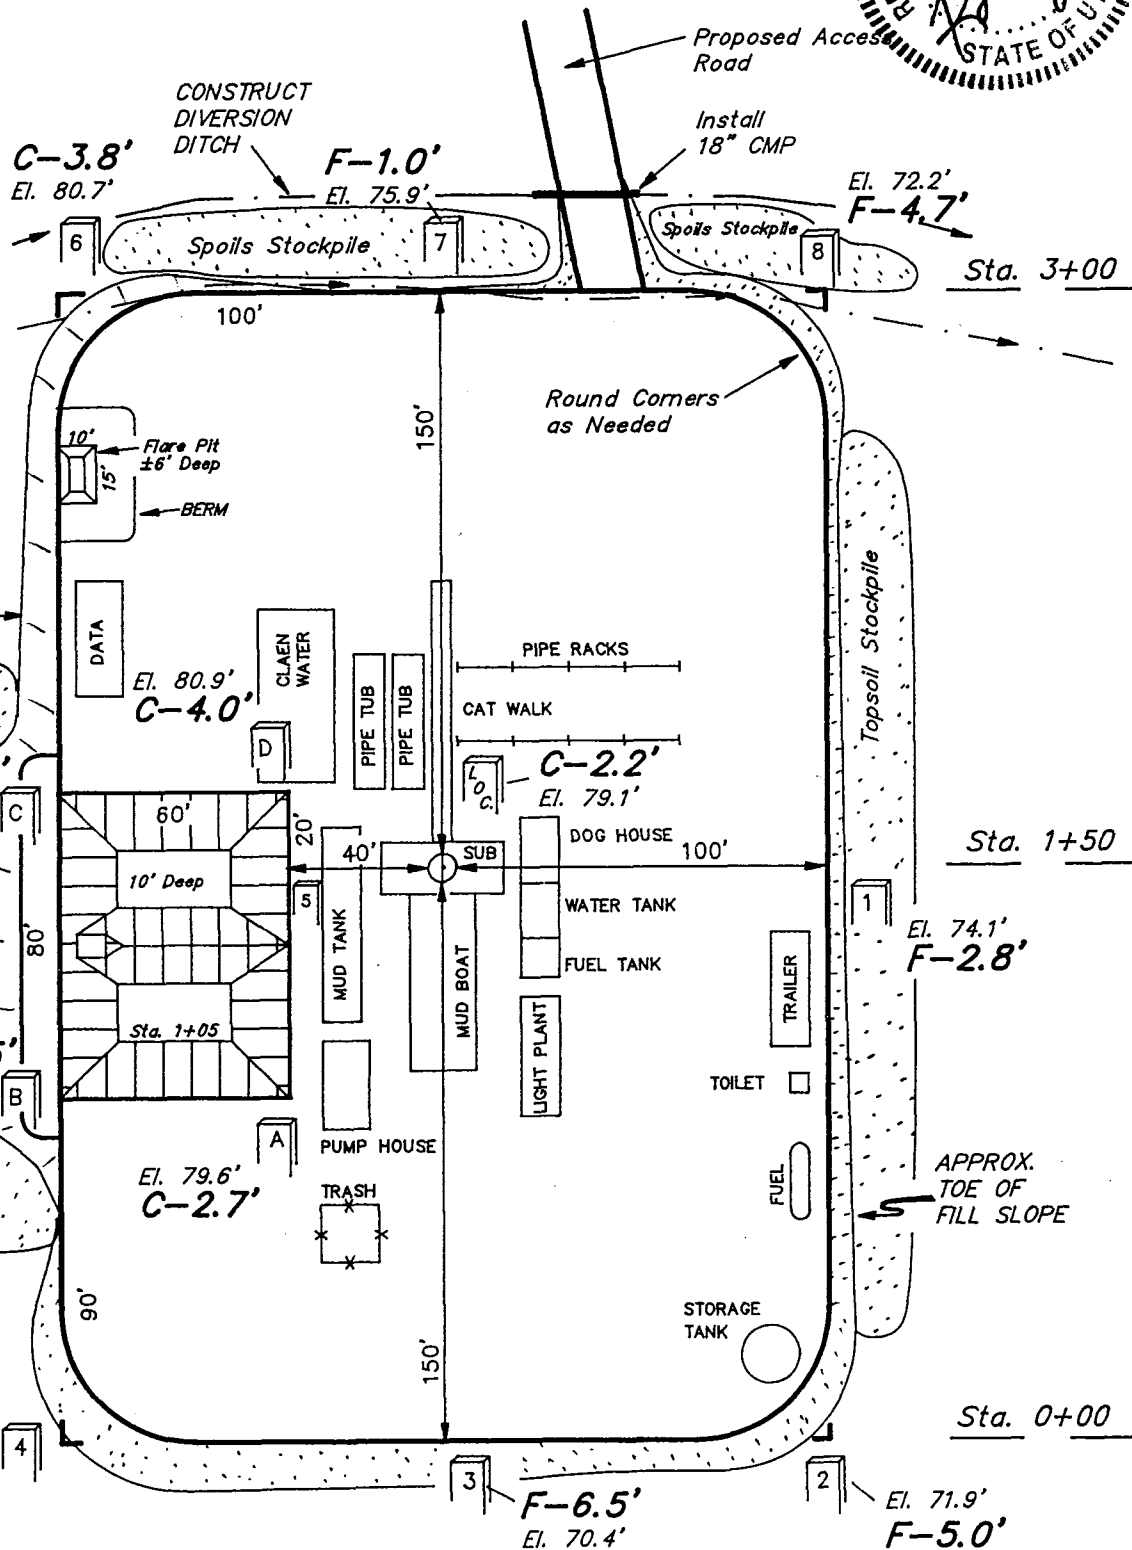 STATE OF U
Proposed Access
Road
CONSTRUCT
DIVERSION
DITCH
Install
18" CMP
C-3.8'
El. 80.7'
F-1.0'
El. 75.9'
El. 72.2'
F-4.7'
6
Spoils Stockpile
7
Spoils Stockpile
8
Sta. 3+00
100'
150'
Round Corners
as Needed
10'
15'
Flare Pit
±6' Deep
BERM
Topsoil Stockpile
DATA
CLAEN
WATER
PIPE RACKS
El. 80.9'
C-4.0'
PIPE TUB
PIPE TUB
CAT WALK
D
LOC.
C-2.2'
El. 79.1'
C
60'
20'
DOG HOUSE
40'
SUB
100'
Sta. 1+50
10' Deep
5
1
80'
MUD TANK
WATER TANK
El. 74.1'
F-2.8'
MUD BOAT
FUEL TANK
TRAILER
Sta. 1+05
LIGHT PLANT
B
TOILET
A
PUMP HOUSE
El. 79.6'
C-2.7'
TRASH
FUEL
APPROX.
TOE OF
FILL SLOPE
90'
150'
STORAGE
TANK
Sta. 0+00
4
3
2
F-6.5'
El. 70.4'
El. 71.9'
F-5.0'